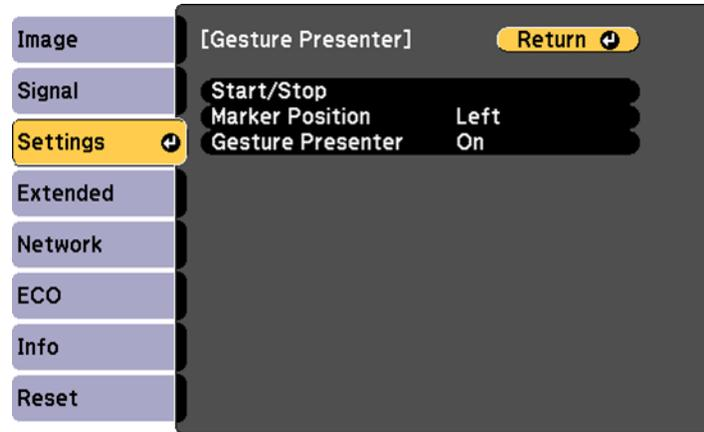 Image
Signal
Settings
Extended
Network
ECO
Info
Reset
[Gesture Presenter] Return
Start/Stop
Marker Position Left
Gesture Presenter On